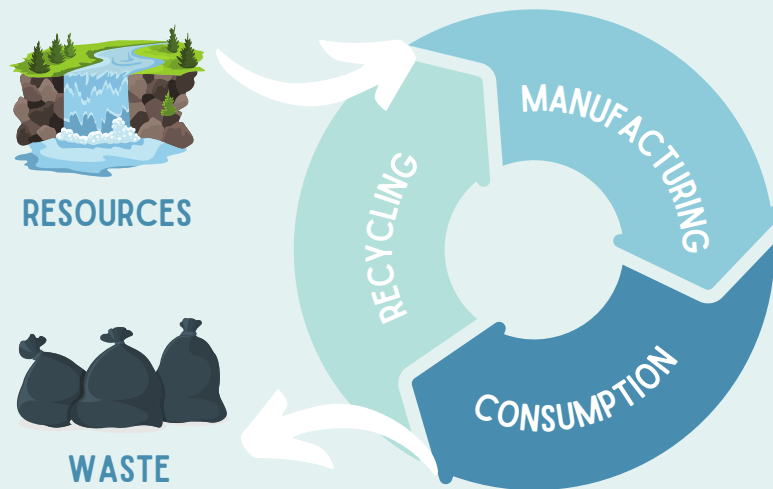 RESOURCES
MANUFACTURING
RECYCLING
CONSUMPTION
WASTE